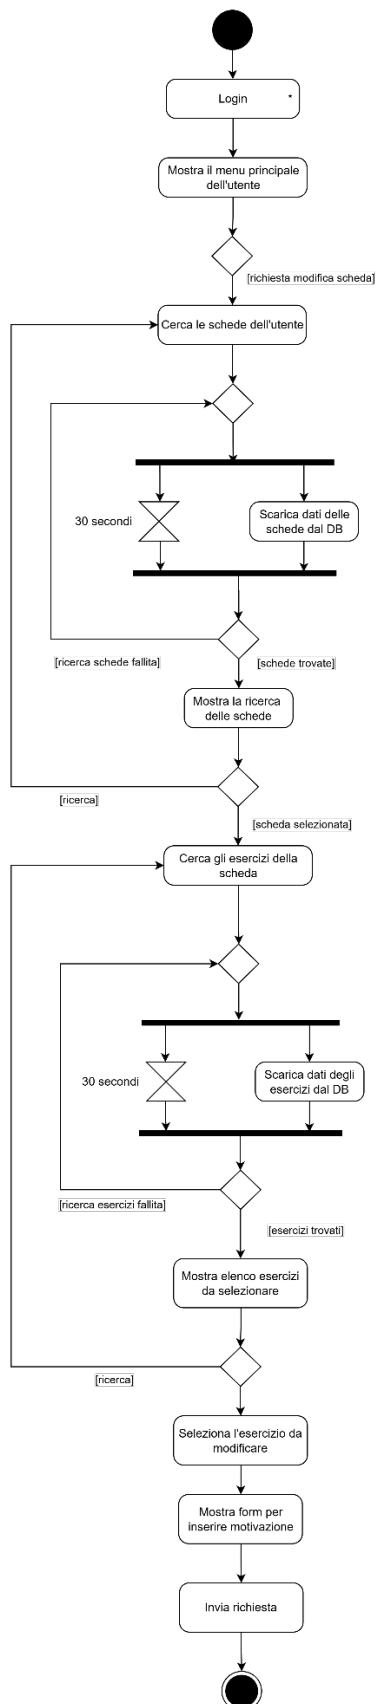 Login *
Mostra il menu principale
dell'utente
[richiesta modifica scheda]
Cerca le schede dell'utente
30 secondi
Scarica dati delle
schede dal DB
[ricerca schede fallita]
[schede trovate]
Mostra la ricerca
delle schede
[ricerca]
[scheda selezionata]
Cerca gli esercizi della
scheda
30 secondi
Scarica dati degli
esercizi dal DB
[ricerca esercizi fallita]
[esercizi trovati]
Mostra elenco esercizi
da selezionare
[ricerca]
Seleziona l'esercizio da
modificare
Mostra form per
inserire motivazione
Invia richiesta